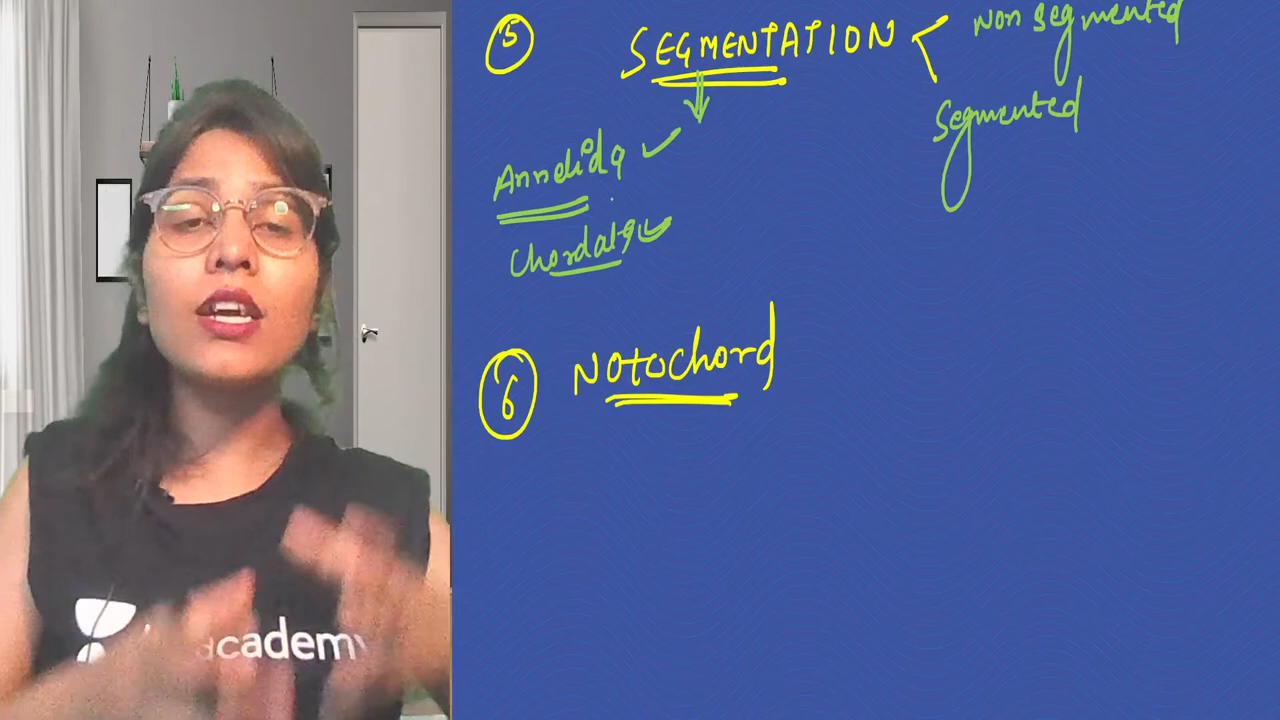 5 SEGMENTATION
Non segmented
Segmented
Annelida
Chordata
6 Notochord
academy